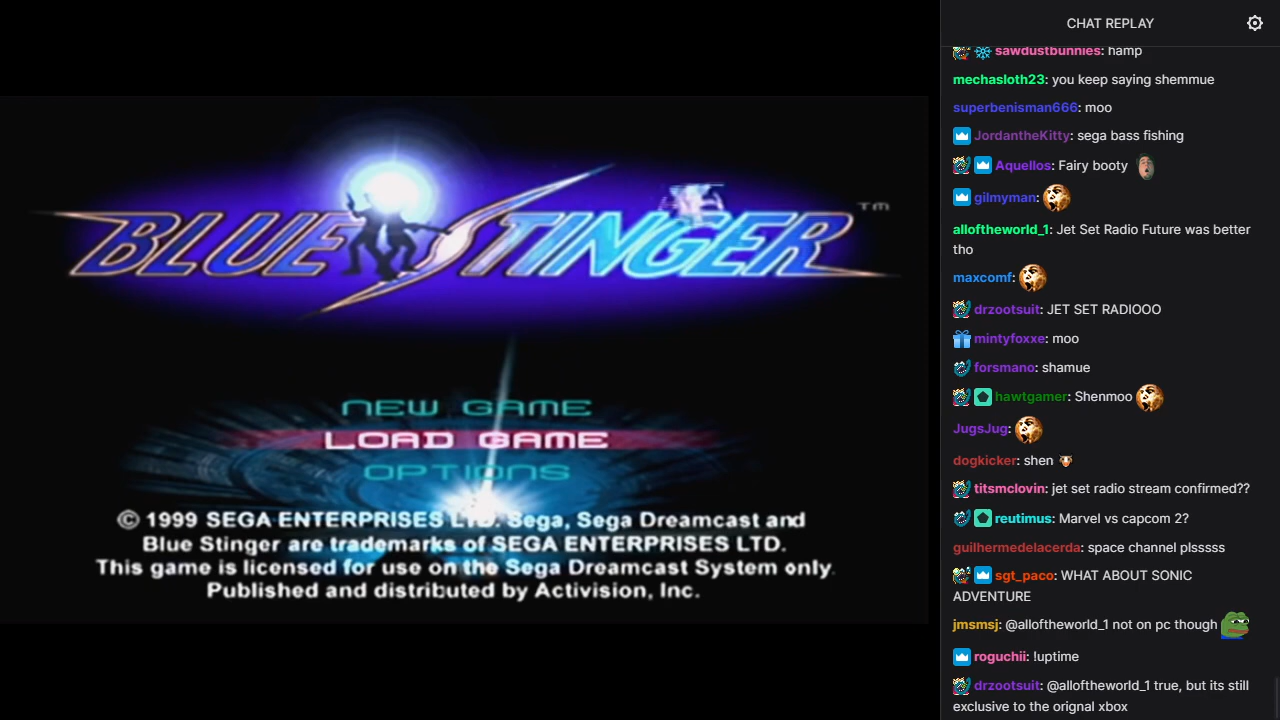 BLUE STINGER ™
NEW GAME
LOAD GAME
OPTIONS
© 1999 SEGA ENTERPRISES LTD. Sega, Sega Dreamcast and
Blue Stinger are trademarks of SEGA ENTERPRISES LTD.
This game is licensed for use on the Sega Dreamcast System only.
Published and distributed by Activision, Inc.
CHAT REPLAY
sawdustbunnies: hamp
mechasloth23: you keep saying shemmue
superbenisman666: moo
JordantheKitty: sega bass fishing
Aquellos: Fairy booty
gilmyman:
alloftheworld_1: Jet Set Radio Future was better
tho
maxcomf:
drzootsuit: JET SET RADIOOO
mintyfoxxe: moo
forsmano: shamue
hawtgamer: Shenmoo
JugsJug:
dogkicker: shen
titsmclovin: jet set radio stream confirmed??
reutimus: Marvel vs capcom 2?
guilhermedelacerda: space channel plsssss
sgt_paco: WHAT ABOUT SONIC
ADVENTURE
jmsmsj: @alloftheworld_1 not on pc though
roguchii: !uptime
drzootsuit: @alloftheworld_1 true, but its still
exclusive to the orignal xbox